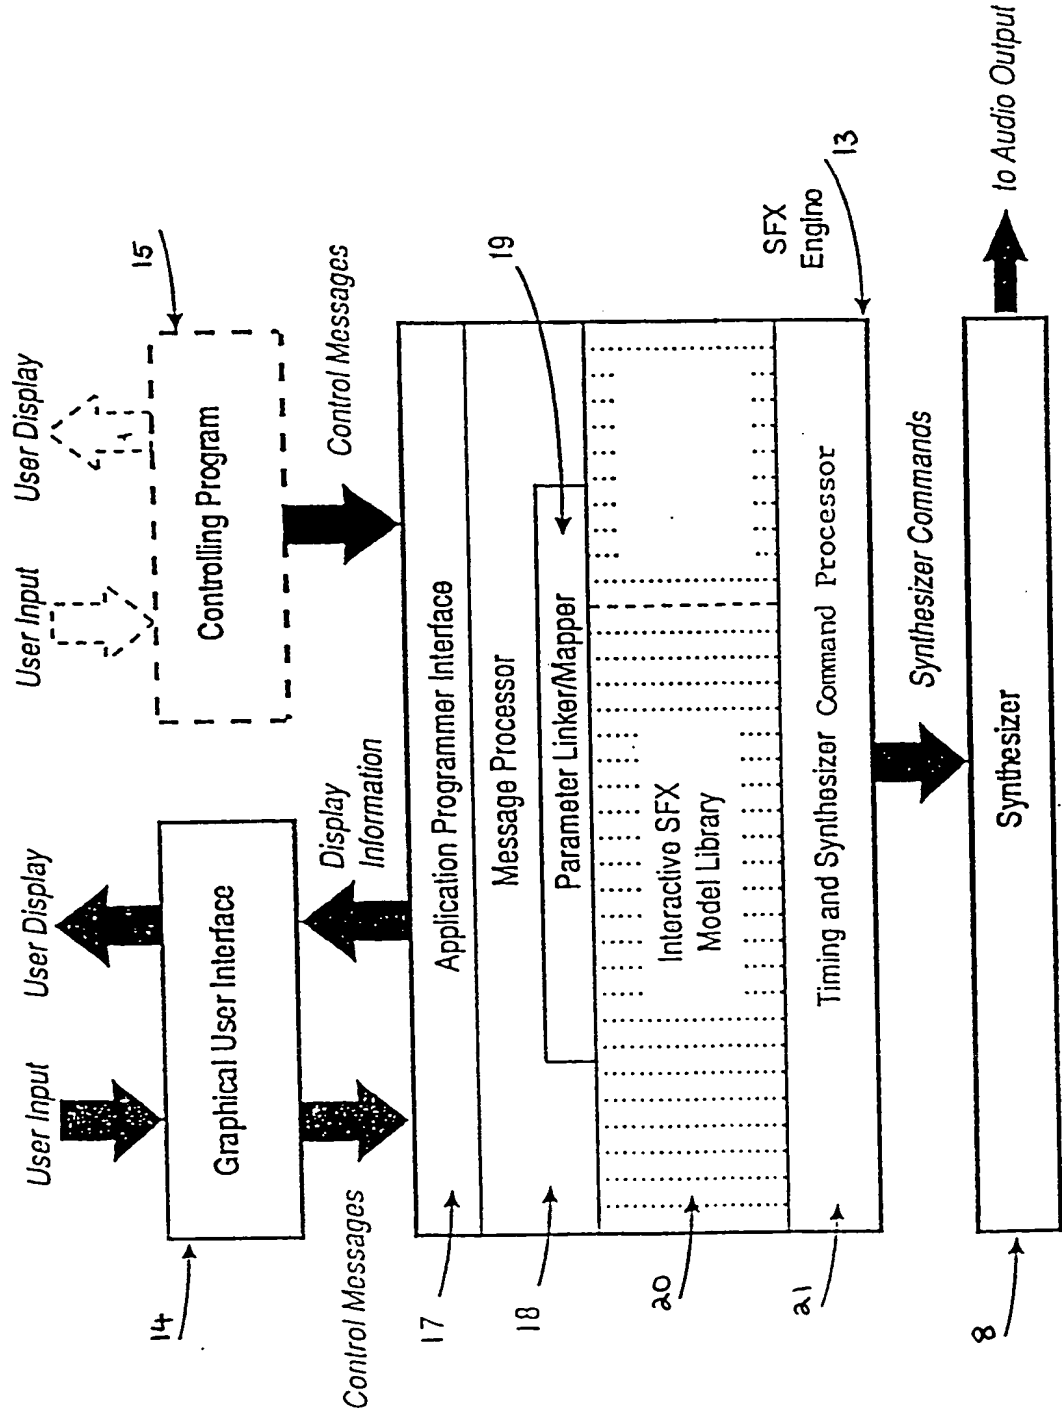 User Input
User Display
User Input
User Display
14
Graphical User Interface
Controlling Program
15
Control Messages
Display
Information
Control Messages
17
Application Programmer Interface
18
Message Processor
Parameter Linker/Mapper
19
20
Interactive SFX
Model Library
21
Timing and Synthesizer Command Processor
SFX
Engine
13
Synthesizer Commands
8
Synthesizer
to Audio Output